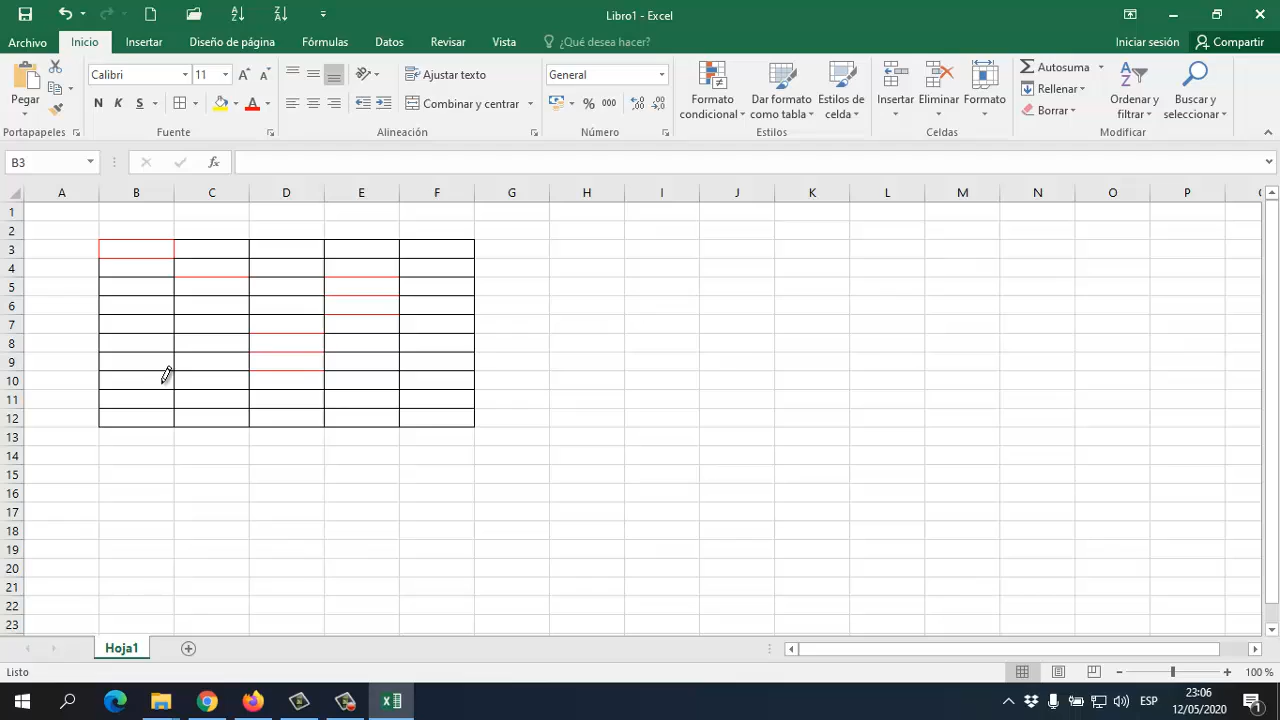 Libro1 - Excel
Archivo Inicio Insertar Diseño de página Fórmulas Datos Revisar Vista ¿Qué desea hacer? Iniciar sesión Compartir
Pegar
Portapapeles
Calibri 11
N K S
Fuente
Ajustar texto
Combinar y centrar
Alineación
General
% 000
Número
Formato condicional
Dar formato como tabla
Estilos de celda
Estilos
Insertar Eliminar Formato
Celdas
Autosuma
Rellenar
Borrar
Ordenar y filtrar
Buscar y seleccionar
Modificar
B3 fx
A B C D E F G H I J K L M N O P
1
2
3
4
5
6
7
8
9
10
11
12
13
14
15
16
17
18
19
20
21
22
23
Hoja1
Listo 100 %
ESP
23:06
12/05/2020
1